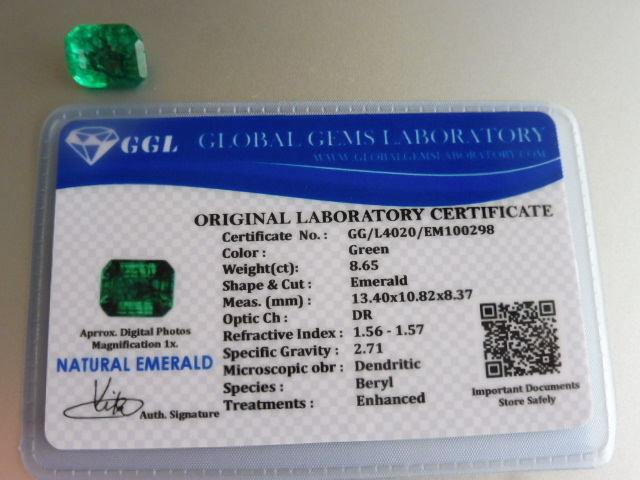 GGL GLOBAL GEMS LABORATORY
WWW.GLOBALGEMSLABORATORY.COM
ORIGINAL LABORATORY CERTIFICATE
Certificate No. : GG/L4020/EM100298
Color : Green
Weight(ct): 8.65
Shape & Cut : Emerald
Meas. (mm) : 13.40x10.82x8.37
Optic Ch : DR
Refractive Index : 1.56 - 1.57
Specific Gravity : 2.71
Microscopic obr : Dendritic
Species : Beryl
Treatments : Enhanced
Aprrox. Digital Photos
Magnification 1x.
NATURAL EMERALD
Auth. Signature
Important Documents
Store Safely